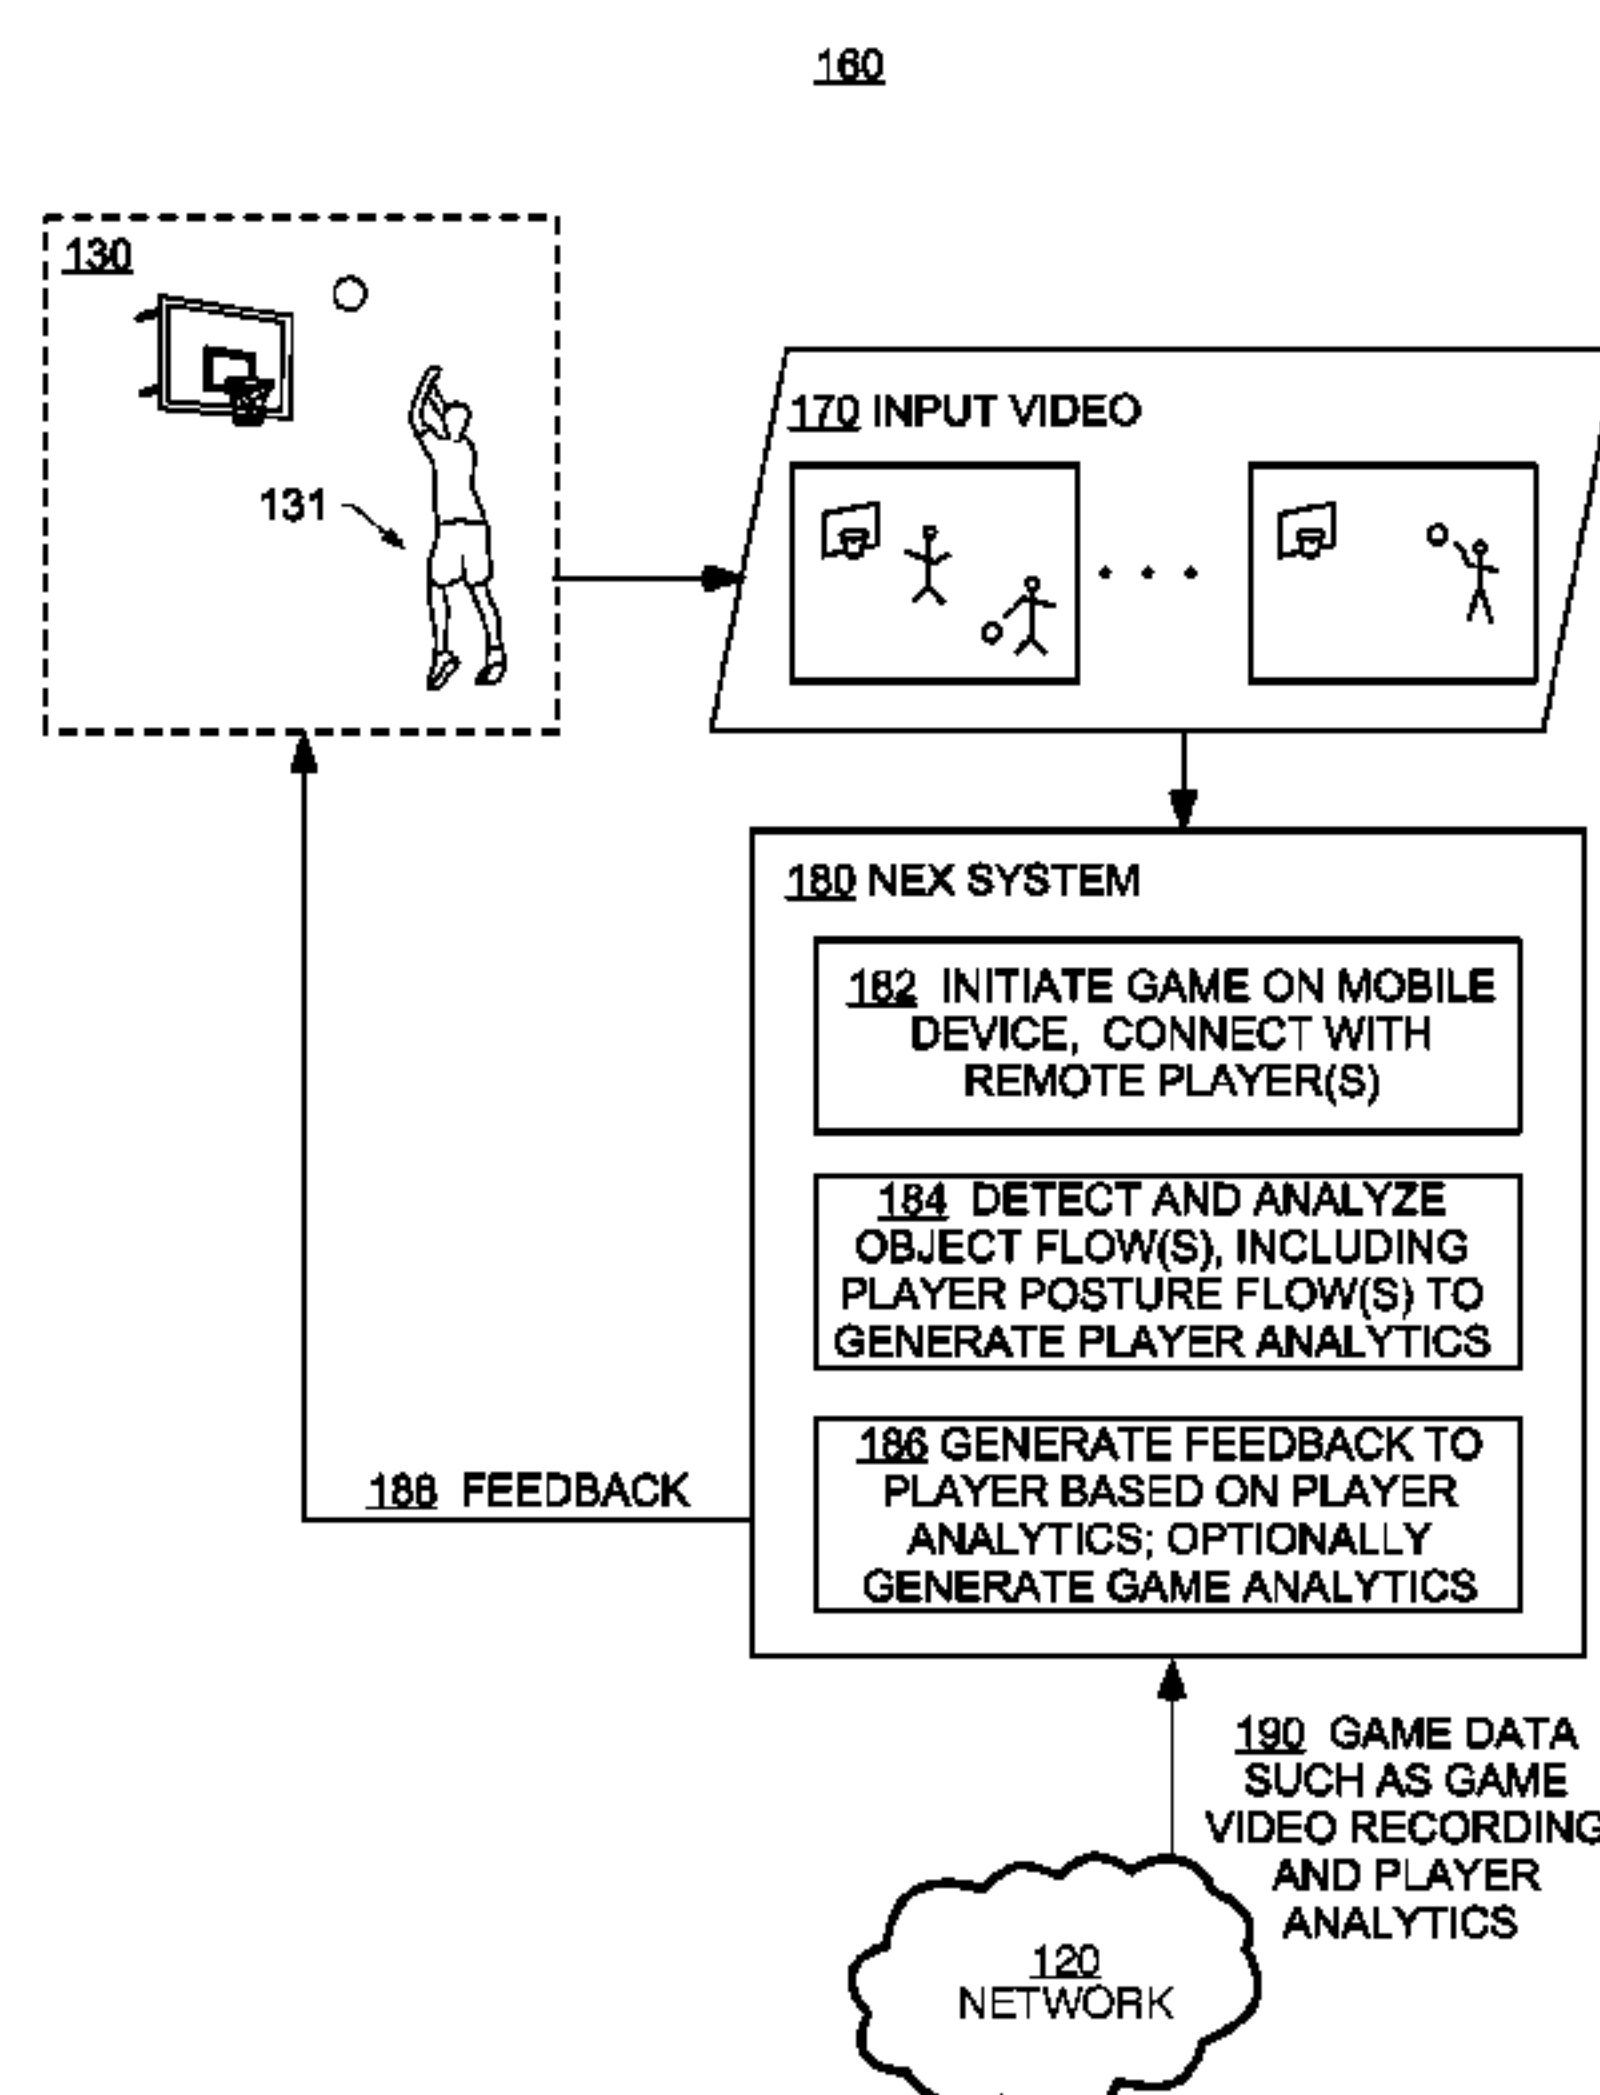 160
130
131
170 INPUT VIDEO
180 NEX SYSTEM
182 INITIATE GAME ON MOBILE
DEVICE, CONNECT WITH
REMOTE PLAYER(S)
184 DETECT AND ANALYZE
OBJECT FLOW(S), INCLUDING
PLAYER POSTURE FLOW(S) TO
GENERATE PLAYER ANALYTICS
186 GENERATE FEEDBACK TO
PLAYER BASED ON PLAYER
ANALYTICS; OPTIONALLY
GENERATE GAME ANALYTICS
188 FEEDBACK
190 GAME DATA
SUCH AS GAME
VIDEO RECORDING
AND PLAYER
ANALYTICS
120
NETWORK